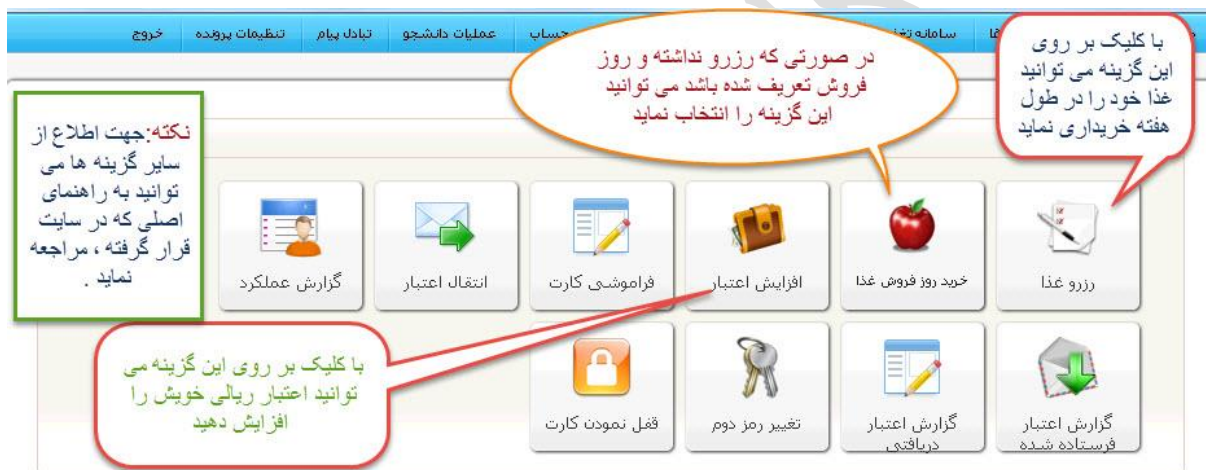 سامانه
حساب
عملیات دانشجو
تبادل پیام
تنظیمات پرونده
خروج
با کلیک بر روی
این گزینه می توانید
غذا خود را در طول
هفته خریداری نماید
در صورتی که رزرو نداشته و روز
فروش تعریف شده باشد می توانید
این گزینه را انتخاب نماید
نکته:جهت اطلاع از
سایر گزینه ها می
توانید به راهنمای
اصلی که در سایت
قرار گرفته ، مراجعه
نماید .
رزرو غذا
خرید روز فروش غذا
افزایش اعتبار
فراموشی کارت
انتقال اعتبار
گزارش عملکرد
با کلیک بر روی این گزینه می
توانید اعتبار ریالی خویش را
افزایش دهید
گزارش اعتبار
فرستاده شده
گزارش اعتبار
دریافتی
تغییر رمز دوم
قفل نمودن کارت